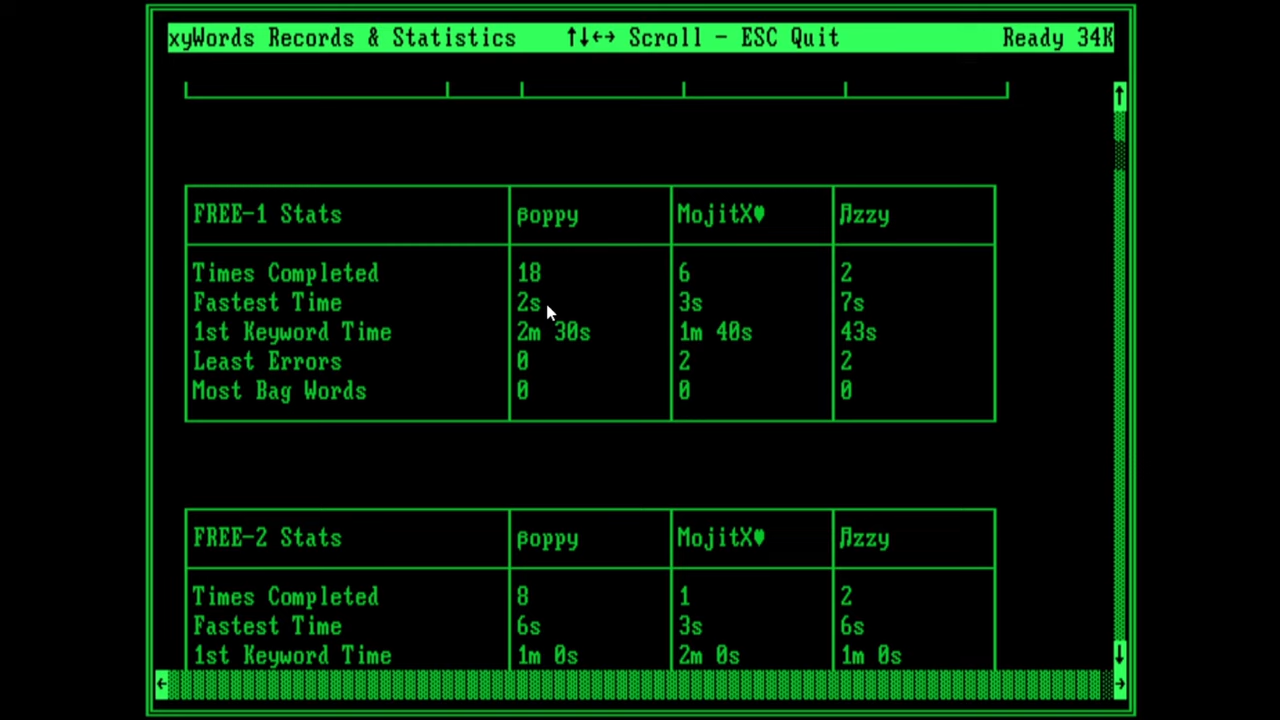 xyWords Records & Statistics ↑↓←→ Scroll - ESC Quit Ready 34K
FREE-1 Stats βoppy MojitX♥ Azzy
Times Completed 18 6 2
Fastest Time 2s 3s 7s
1st Keyword Time 2m 30s 1m 40s 43s
Least Errors 0 2 2
Most Bag Words 0 0 0
FREE-2 Stats βoppy MojitX♥ Azzy
Times Completed 8 1 2
Fastest Time 6s 3s 6s
1st Keyword Time 1m 0s 2m 0s 1m 0s